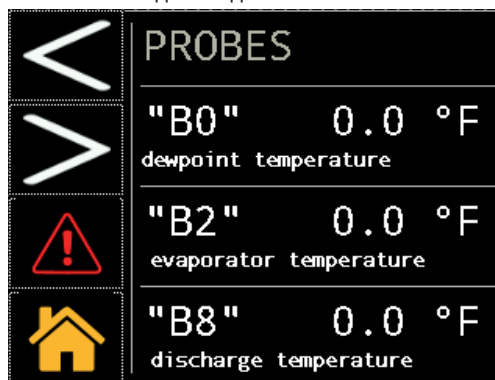 PROBES
"B0" 0.0 °F
dewpoint temperature
"B2" 0.0 °F
evaporator temperature
"B8" 0.0 °F
discharge temperature